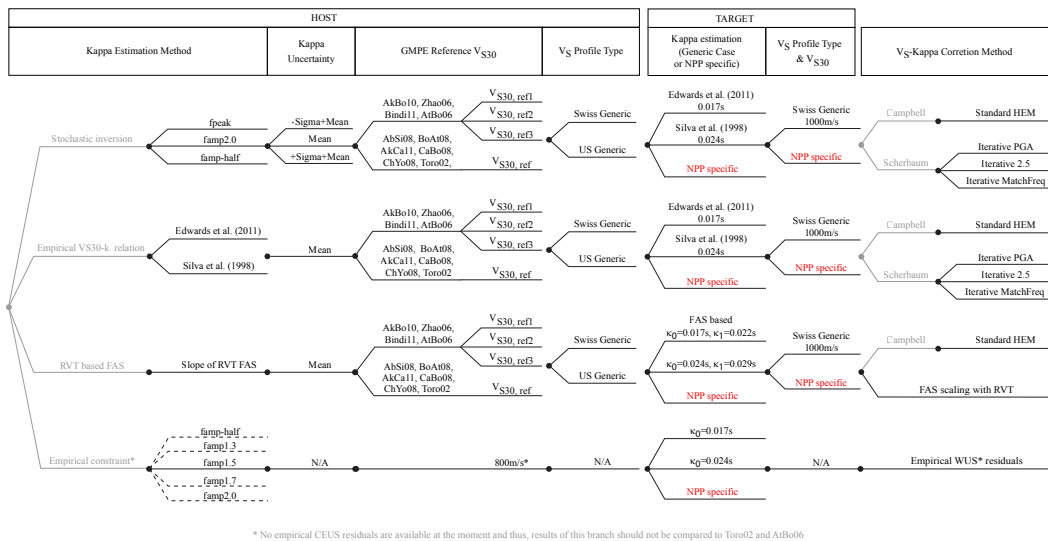 HOST
TARGET
Kappa Estimation Method
Kappa
Uncertainty
GMPE Reference VS30
VS Profile Type
Kappa estimation
(Generic Case
or NPP specific)
VS Profile Type
& VS30
VS-Kappa Corretion Method
Stochastic inversion
fpeak
famp2.0
famp-half
-Sigma+Mean
Mean
+Sigma+Mean
AkBo10, Zhao06,
Bindi11, AtBo06
AbSi08, BoAt08,
AkCa11, CaBo08,
ChYo08, Toro02,
VS30, ref1
VS30, ref2
VS30, ref3
VS30, ref
Swiss Generic
US Generic
Edwards et al. (2011)
0.017s
Silva et al. (1998)
0.024s
NPP specific
Swiss Generic
1000m/s
NPP specific
Campbell
Standard HEM
Scherbaum
Iterative PGA
Iterative 2.5
Iterative MatchFreq
Empirical VS30-k relation
Edwards et al. (2011)
Silva et al. (1998)
Mean
AkBo10, Zhao06,
Bindi11, AtBo06
AbSi08, BoAt08,
AkCa11, CaBo08,
ChYo08, Toro02
VS30, ref1
VS30, ref2
VS30, ref3
VS30, ref
Swiss Generic
US Generic
Edwards et al. (2011)
0.017s
Silva et al. (1998)
0.024s
NPP specific
Swiss Generic
1000m/s
NPP specific
Campbell
Standard HEM
Scherbaum
Iterative PGA
Iterative 2.5
Iterative MatchFreq
RVT based FAS
Slope of RVT FAS
Mean
AkBo10, Zhao06,
Bindi11, AtBo06
AbSi08, BoAt08,
AkCa11, CaBo08,
ChYo08, Toro02
VS30, ref1
VS30, ref2
VS30, ref3
VS30, ref
Swiss Generic
US Generic
FAS based
κ0=0.017s, κ1=0.022s
κ0=0.024s, κ1=0.029s
NPP specific
Swiss Generic
1000m/s
NPP specific
Campbell
Standard HEM
FAS scaling with RVT
Empirical constraint*
famp-half
famp1.3
famp1.5
famp1.7
famp2.0
N/A
800m/s*
N/A
κ0=0.017s
κ0=0.024s
NPP specific
N/A
Empirical WUS* residuals
* No empirical CEUS residuals are available at the moment and thus, results of this branch should not be compared to Toro02 and AtBo06